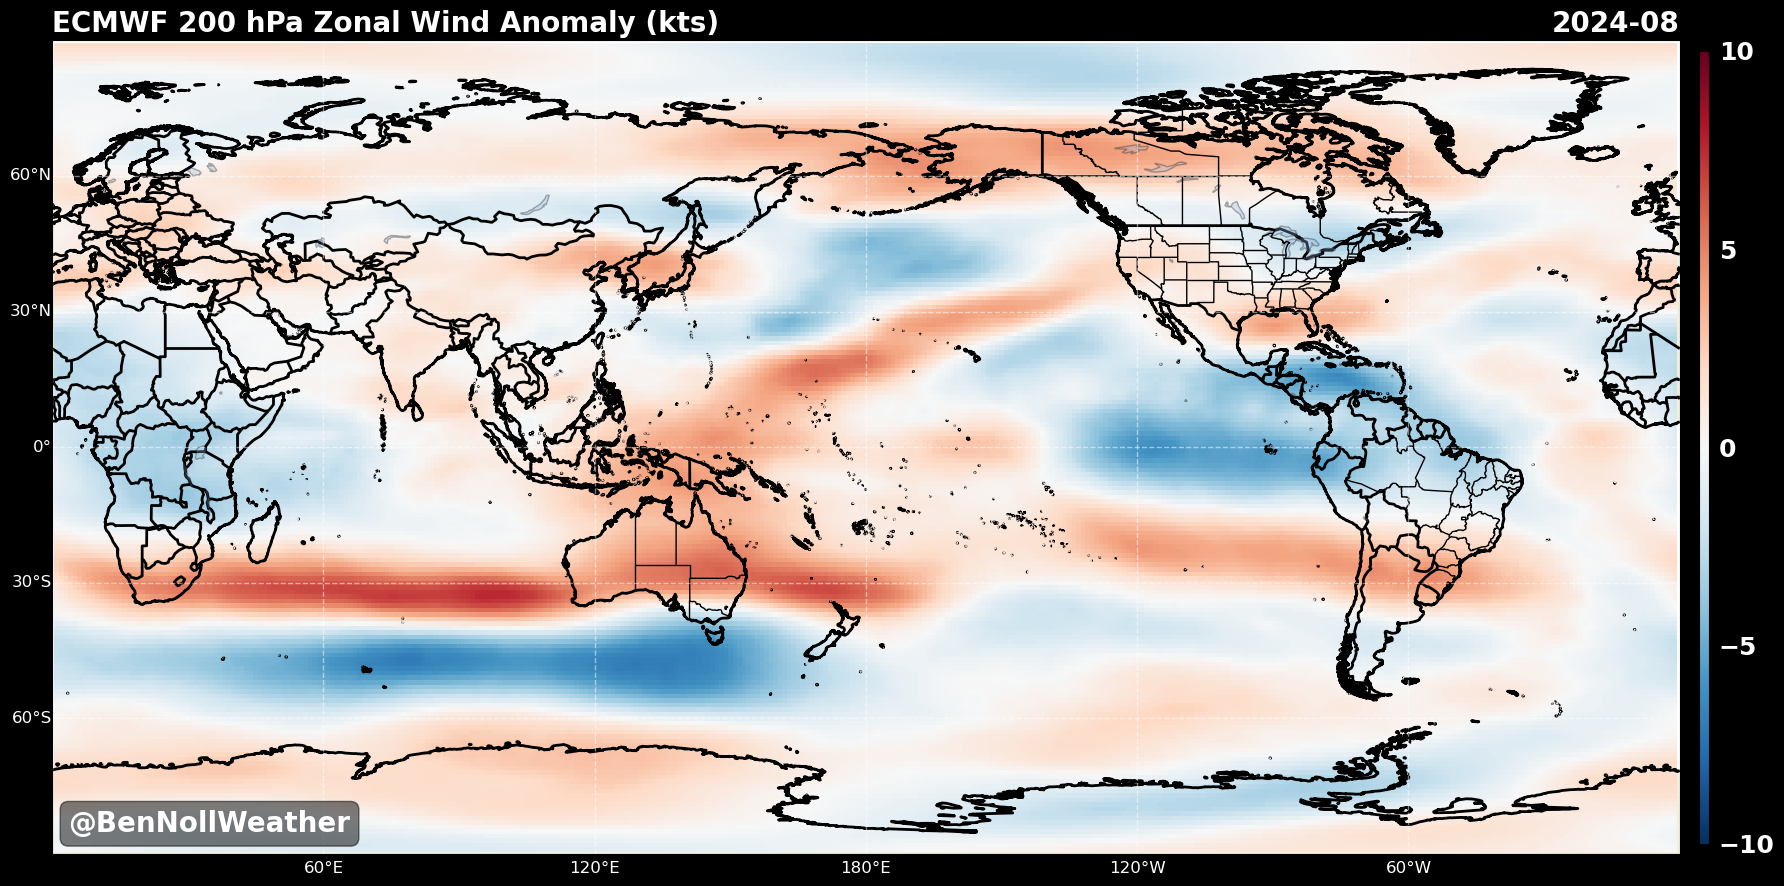 ECMWF 200 hPa Zonal Wind Anomaly (kts)
2024-08
10
5
0
−5
−10
60°N
30°N
0°
30°S
60°S
60°E
120°E
180°E
120°W
60°W
@BenNollWeather